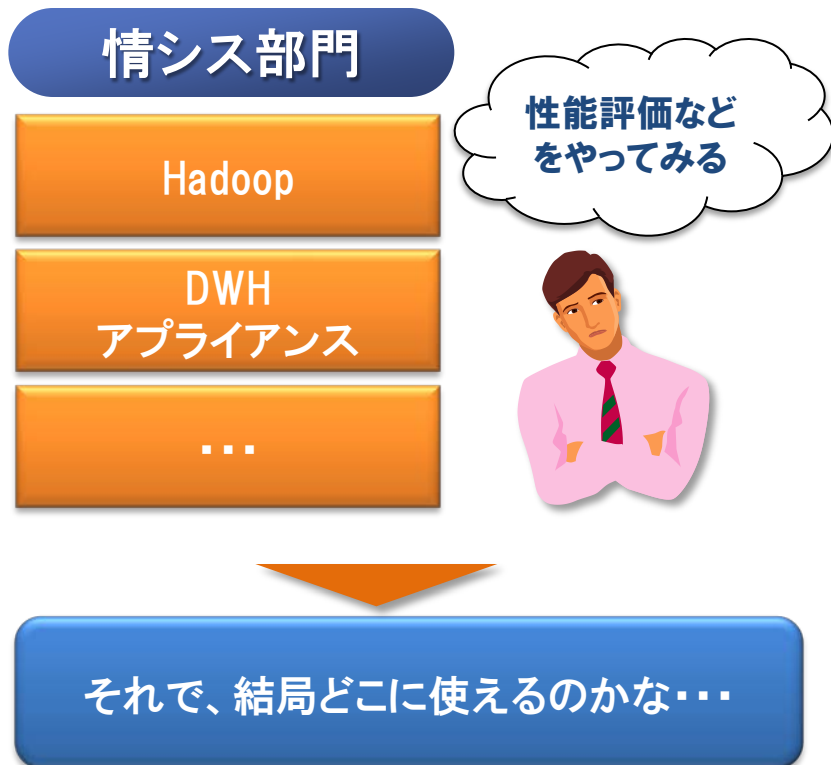 情シス部門
性能評価など
をやってみる
Hadoop
DWH
アプライアンス
・・・
それで、結局どこに使えるのかな・・・